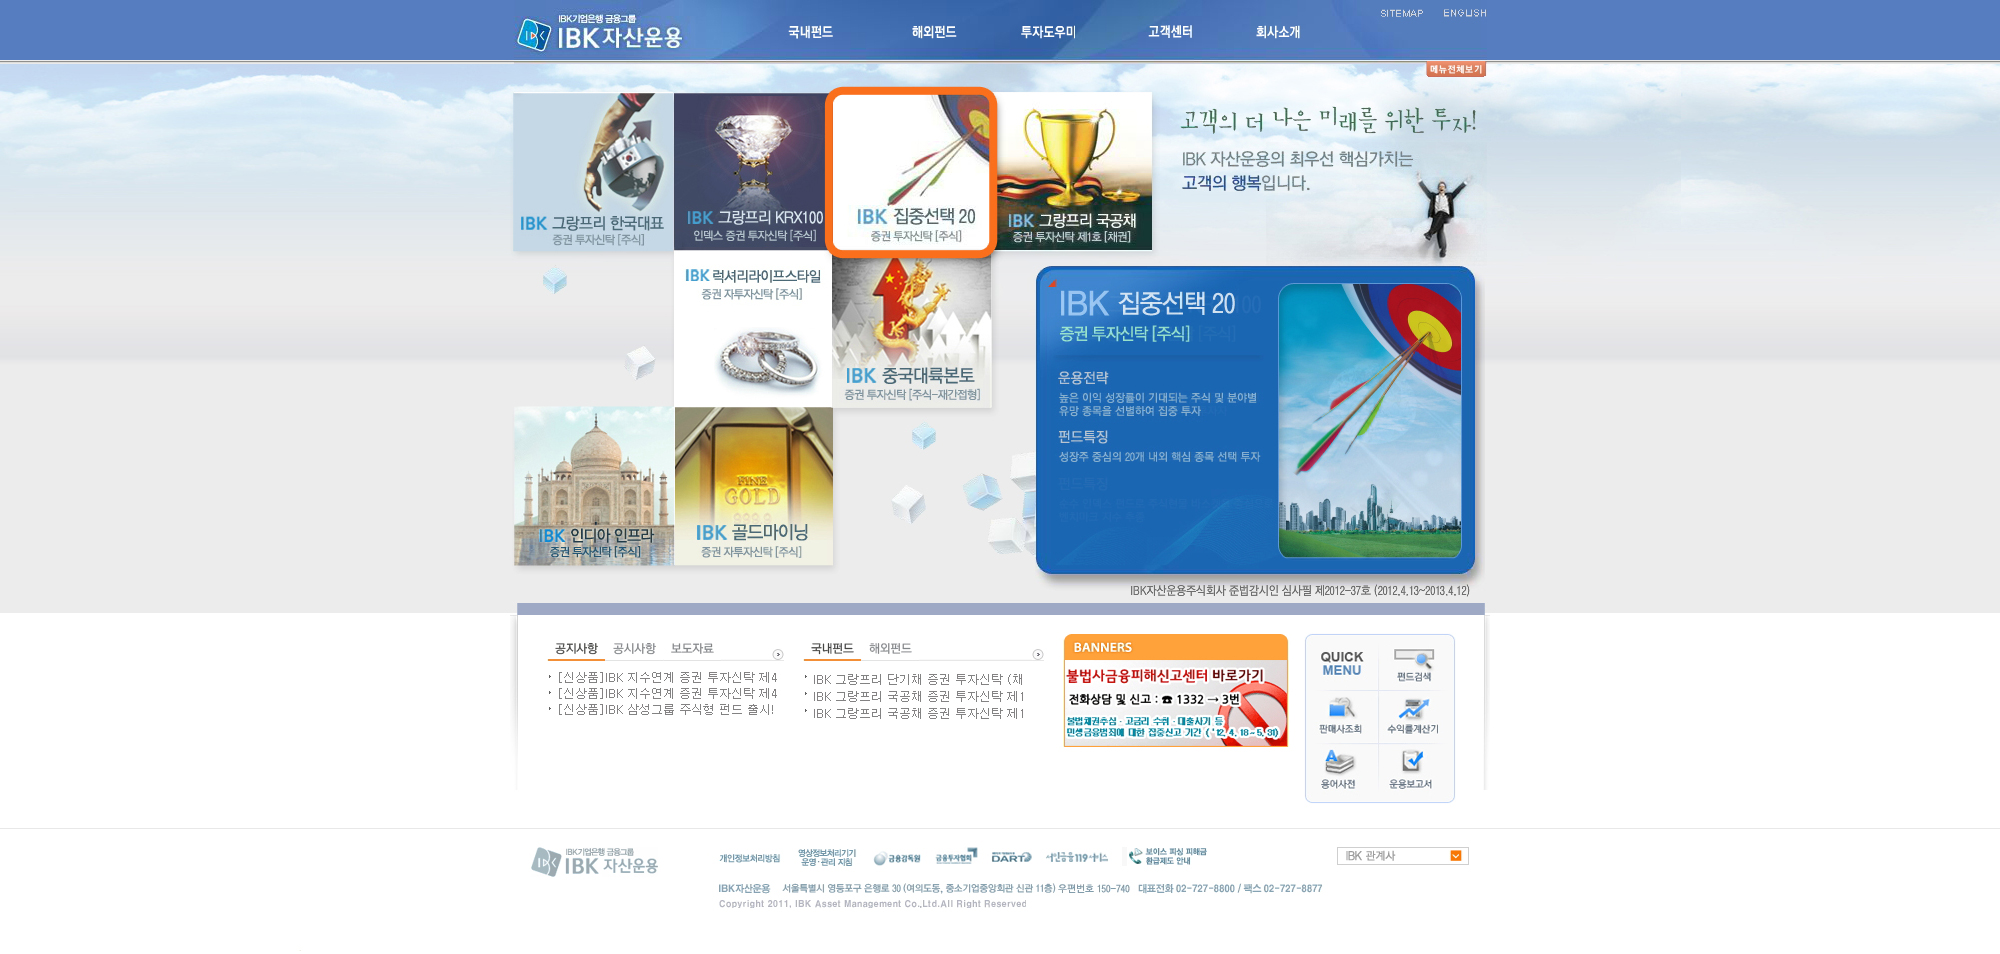 IBK기업은행 금융그룹
IBK자산운용
국내펀드
해외펀드
투자도우미
고객센터
회사소개
SITEMAP
ENGLISH
메뉴전체보기
IBK 그랑프리 한국대표
증권 투자신탁 [주식]
IBK 그랑프리 KRX100
인덱스 증권 투자신탁 [주식]
IBK 집중선택 20
증권 투자신탁 [주식]
IBK 그랑프리 국공채
증권 투자신탁 제1호 [채권]
고객의 더 나은 미래를 위한 투자!
IBK 자산운용의 최우선 핵심가치는
고객의 행복입니다.
IBK 럭셔리라이프스타일
증권 자투자신탁 [주식]
IBK 중국대륙본토
증권 투자신탁 [주식-재간접형]
IBK 집중선택 20
증권 투자신탁 [주식]
운용전략
높은 이익 성장률이 기대되는 주식 및 분야별
유망 종목을 선별하여 집중 투자
펀드특징
성장주 중심의 20개 내외 핵심 종목 선택 투자
FINE
GOLD
999.9
IBK 인디아 인프라
증권 투자신탁 [주식]
IBK 골드마이닝
증권 자투자신탁 [주식]
IBK자산운용주식회사 준법감시인 심사필 제2012-37호 (2012.4.13~2013.4.12)
공지사항
공시사항
보도자료
[신상품]IBK 지수연계 증권 투자신탁 제4
[신상품]IBK 지수연계 증권 투자신탁 제4
[신상품]IBK 삼성그룹 주식형 펀드 출시!
국내펀드
해외펀드
IBK 그랑프리 단기채 증권 투자신탁 (채
IBK 그랑프리 국공채 증권 투자신탁 제1
IBK 그랑프리 국공채 증권 투자신탁 제1
BANNERS
불법사금융피해신고센터 바로가기
전화상담 및 신고 : ☎ 1332 → 3번
불법채권추심 · 고금리 수취 · 대출사기 등
민생금융범죄에 대한 집중신고 기간 ( '12. 4. 18 ~ 5. 31)
QUICK
MENU
펀드검색
판매사조회
수익률계산기
용어사전
운용보고서
IBK기업은행 금융그룹
IBK 자산운용
개인정보처리방침
영상정보처리기기
운영·관리 지침
금융감독원
금융투자협회
DART
서민금융119서비스
보이스 피싱 피해금
환급제도 안내
IBK 관계사
IBK자산운용 서울특별시 영등포구 은행로 30 (여의도동, 중소기업중앙회관 신관 11층) 우편번호 150-740 대표전화 02-727-8800 / 팩스 02-727-8877
Copyright 2011, IBK Asset Management Co.,Ltd.All Right Reserved